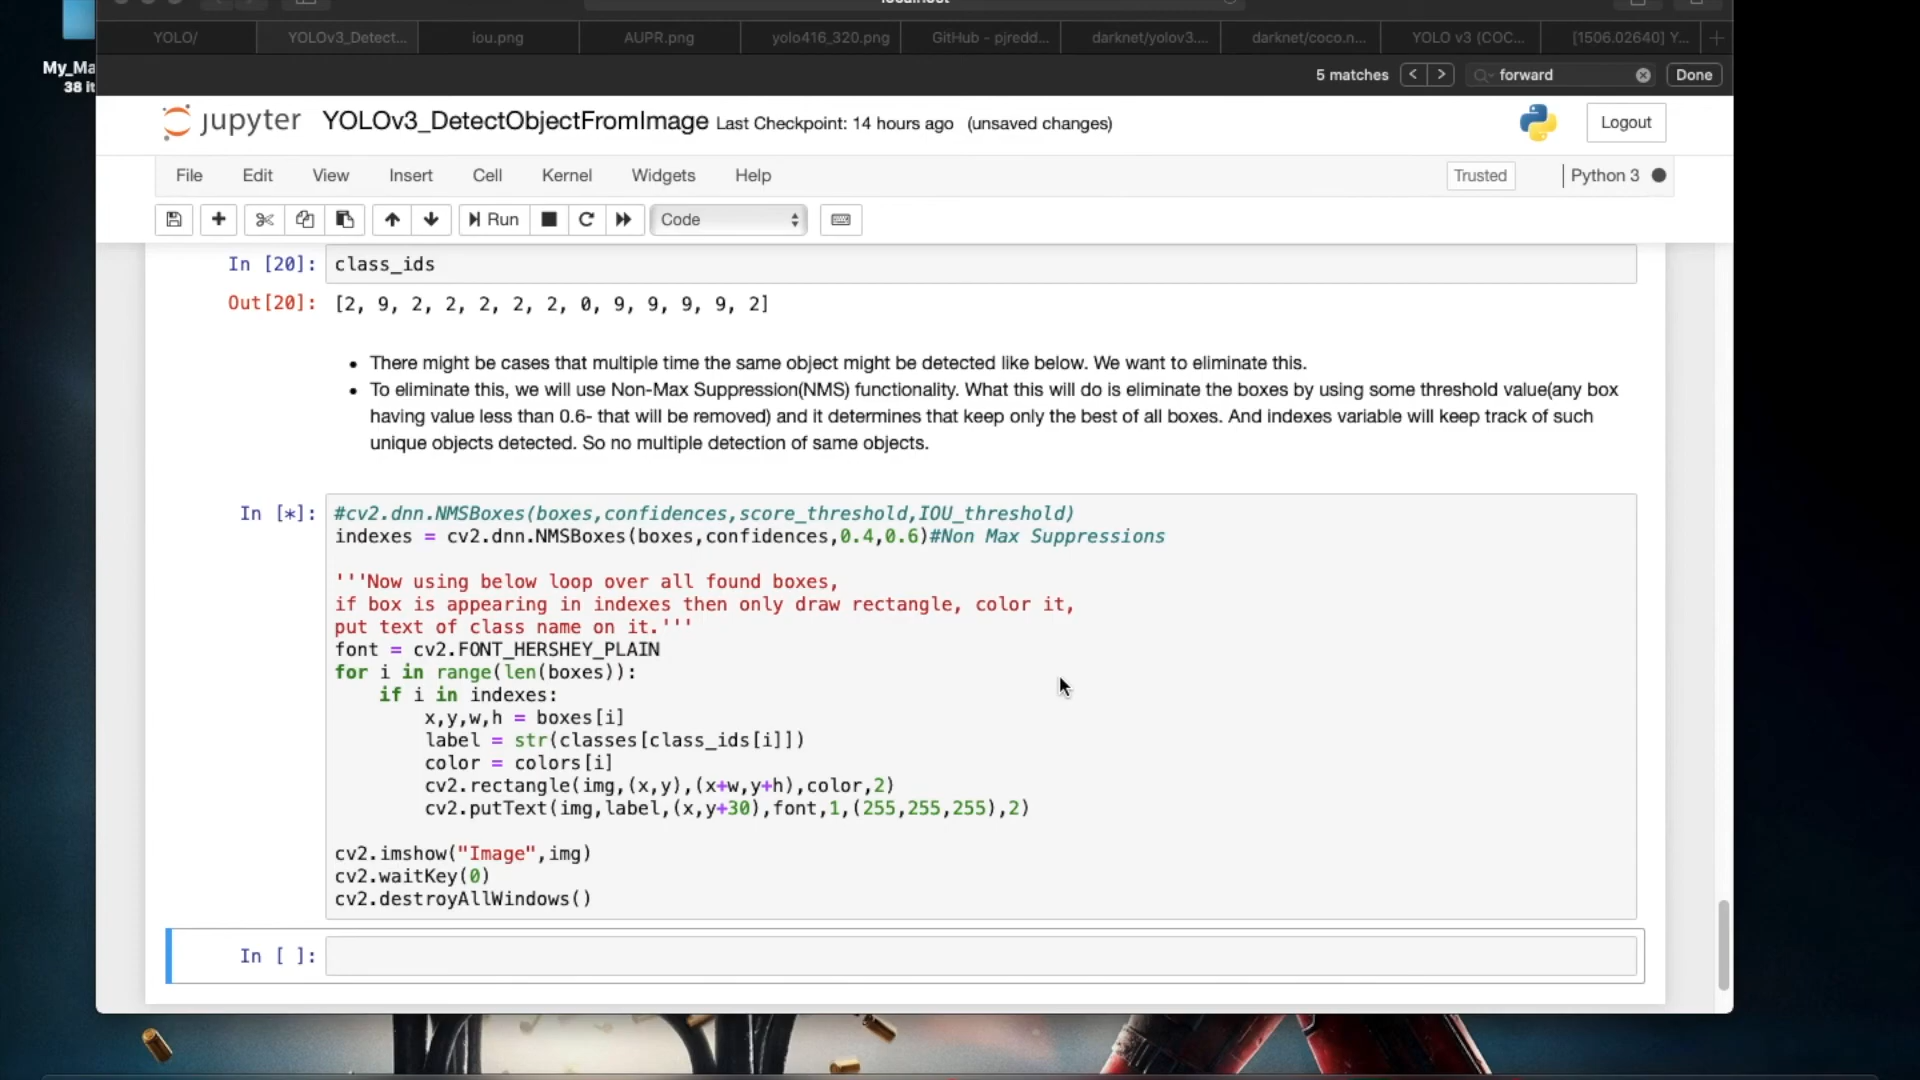 localhost
YOLO/
YOLOv3_Detect...
iou.png
AUPR.png
yolo416_320.png
GitHub - pjredd...
darknet/yolov3....
darknet/coco.n...
YOLO v3 (COC...
[1506.02640] Y...
My_Ma
38 it
5 matches
forward
Done
jupyter
YOLOv3_DetectObjectFromImage Last Checkpoint: 14 hours ago (unsaved changes)
Logout
File
Edit
View
Insert
Cell
Kernel
Widgets
Help
Trusted
Python 3
Run
Code
In [20]: class_ids
Out[20]: [2, 9, 2, 2, 2, 2, 2, 0, 9, 9, 9, 9, 2]
• There might be cases that multiple time the same object might be detected like below. We want to eliminate this.
• To eliminate this, we will use Non-Max Suppression(NMS) functionality. What this will do is eliminate the boxes by using some threshold value(any box
having value less than 0.6- that will be removed) and it determines that keep only the best of all boxes. And indexes variable will keep track of such
unique objects detected. So no multiple detection of same objects.
In [*]: #cv2.dnn.NMSBoxes(boxes,confidences,score_threshold,IOU_threshold)
indexes = cv2.dnn.NMSBoxes(boxes,confidences,0.4,0.6)#Non Max Suppressions
'''Now using below loop over all found boxes,
if box is appearing in indexes then only draw rectangle, color it,
put text of class name on it.'''
font = cv2.FONT_HERSHEY_PLAIN
for i in range(len(boxes)):
if i in indexes:
x,y,w,h = boxes[i]
label = str(classes[class_ids[i]])
color = colors[i]
cv2.rectangle(img,(x,y),(x+w,y+h),color,2)
cv2.putText(img,label,(x,y+30),font,1,(255,255,255),2)
cv2.imshow("Image",img)
cv2.waitKey(0)
cv2.destroyAllWindows()
In [ ]: